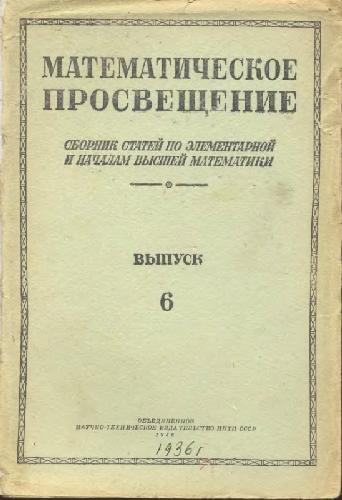 МАТЕМАТИЧЕСКОЕ
ПРОСВЕЩЕНИЕ
СБОРНИК СТАТЕЙ ПО ЭЛЕМЕНТАРНОЙ
И НАЧАЛАМ ВЫСШЕЙ МАТЕМАТИКИ
ВЫПУСК
6
ОБЪЕДИНЕННОЕ
НАУЧНО-ТЕХНИЧЕСКОЕ ИЗДАТЕЛЬСТВО НКТП СССР
1936 г